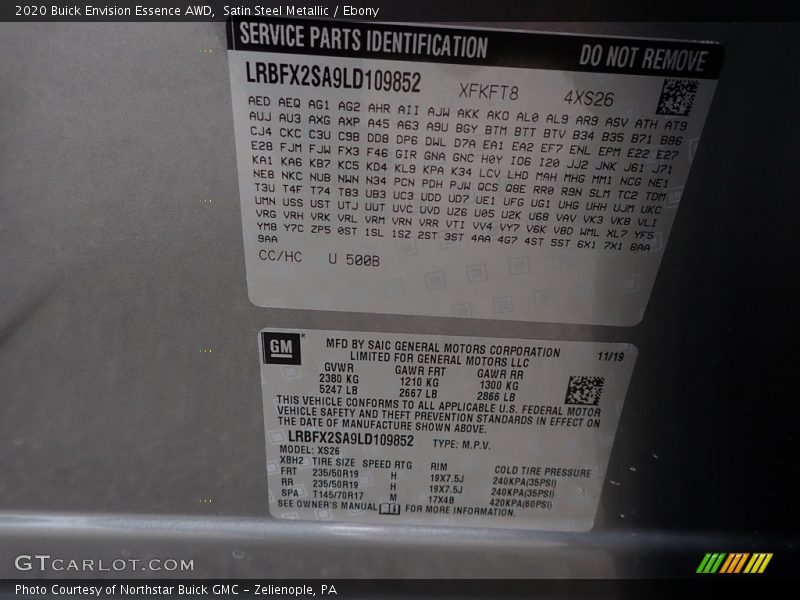 2020 Buick Envision Essence AWD, Satin Steel Metallic / Ebony
SERVICE PARTS IDENTIFICATION DO NOT REMOVE
LRBFX2SA9LD109852 XFKFT8 4XS26
AED AEQ AG1 AG2 AHR AII AJW AKK AKO AL0 AL9 AR9 ASV ATH AT9
AUJ AU3 AXG AXP A45 A63 A9U BGY BTM BTT BTV B34 B35 B71 B86
CJ4 CKC C3U C9B DD8 DP6 DWL D7A EA1 EA2 EF7 ENL EPM E22 E27
E28 FJM FJW FX3 F46 GIR GNA GNC H0Y IO6 I20 JJ2 JNK J61 J71
KA1 KA6 KB7 KC5 KD4 KL9 KPA K34 LCV LHD MAH MHG MM1 NCG NE1
NE8 NKC NUB NWN N34 PCN PDH PJW QCS Q8E RR0 R9N SLM TC2 TDM
T3U T4F T74 TB3 UB3 UC3 UDD UD7 UE1 UFG UG1 UHG UHH UJM UKC
UMN USS UST UTJ UUT UVC UVD UZ6 U05 U2K U68 VAV VK3 VK8 VLI
VRG VRH VRK VRL VRM VRN VRR VTI VV4 VY7 V6K V8D WML XL7 YF5
YM8 Y7C ZP5 0ST 1SL 1SZ 2ST 3ST 4AA 4G7 4ST 5ST 6X1 7X1 8AA
9AA
CC/HC U 500B
GM MFD BY SAIC GENERAL MOTORS CORPORATION 11/19
LIMITED FOR GENERAL MOTORS LLC
GVWR GAWR FRT GAWR RR
2380 KG 1210 KG 1300 KG
5247 LB 2667 LB 2866 LB
THIS VEHICLE CONFORMS TO ALL APPLICABLE U.S. FEDERAL MOTOR
VEHICLE SAFETY AND THEFT PREVENTION STANDARDS IN EFFECT ON
THE DATE OF MANUFACTURE SHOWN ABOVE.
LRBFX2SA9LD109852 TYPE: M.P.V.
MODEL: XS26
XBH2 TIRE SIZE SPEED RTG RIM COLD TIRE PRESSURE
FRT 235/50R19 H 19X7.5J 240KPA(35PSI)
RR 235/50R19 H 19X7.5J 240KPA(35PSI)
SPA T145/70R17 M 17X4B 420KPA(60PSI)
SEE OWNER'S MANUAL FOR MORE INFORMATION.
GTCARLOT.COM
Photo Courtesy of Northstar Buick GMC - Zelienople, PA